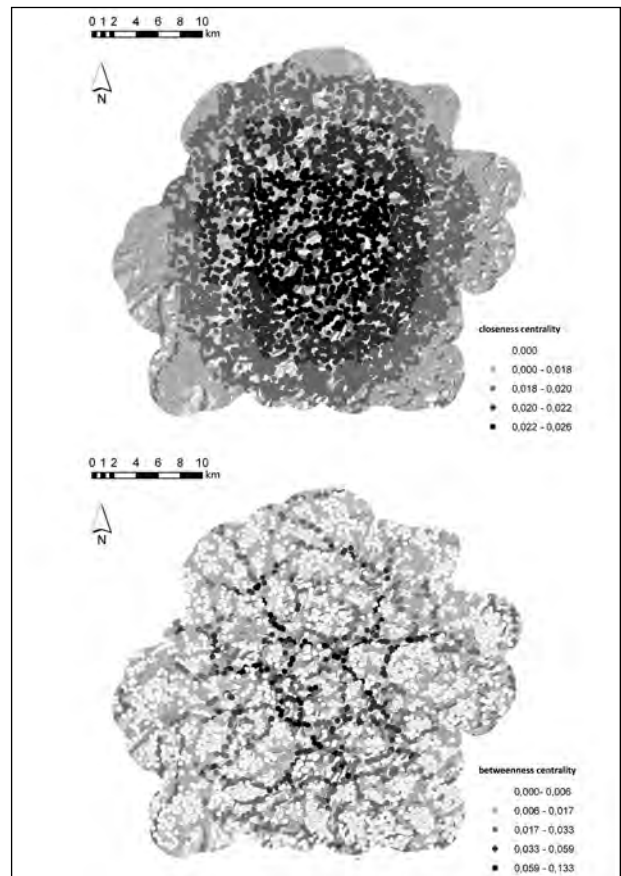 0 1 2 4 6 8 10
km
N
closeness centrality
0,000
0,000 - 0,018
0,018 - 0,020
0,020 - 0,022
0,022 - 0,026
0 1 2 4 6 8 10
km
N
betweenness centrality
0,000- 0,006
0,006 - 0,017
0,017 - 0,033
0,033 - 0,059
0,059 - 0,133